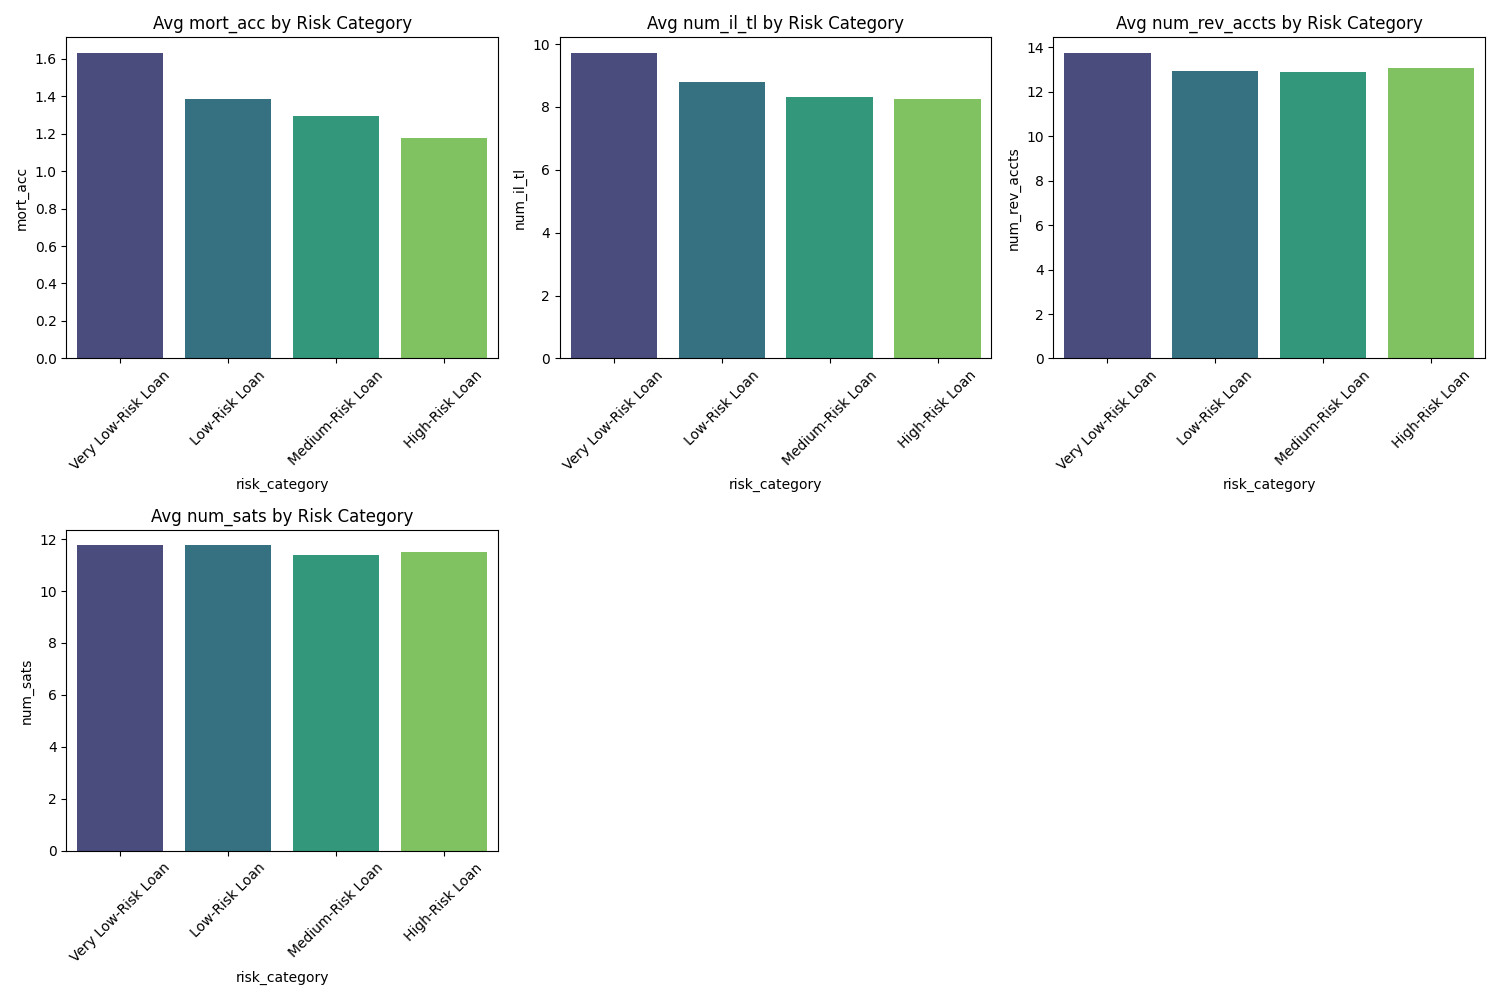 Avg mort_acc by Risk Category
mort_acc
1.6
1.4
1.2
1.0
0.8
0.6
0.4
0.2
0.0
Very Low-Risk Loan
Low-Risk Loan
Medium-Risk Loan
High-Risk Loan
risk_category
Avg num_il_tl by Risk Category
num_il_tl
10
8
6
4
2
0
Very Low-Risk Loan
Low-Risk Loan
Medium-Risk Loan
High-Risk Loan
risk_category
Avg num_rev_accts by Risk Category
num_rev_accts
14
12
10
8
6
4
2
0
Very Low-Risk Loan
Low-Risk Loan
Medium-Risk Loan
High-Risk Loan
risk_category
Avg num_sats by Risk Category
num_sats
12
10
8
6
4
2
0
Very Low-Risk Loan
Low-Risk Loan
Medium-Risk Loan
High-Risk Loan
risk_category